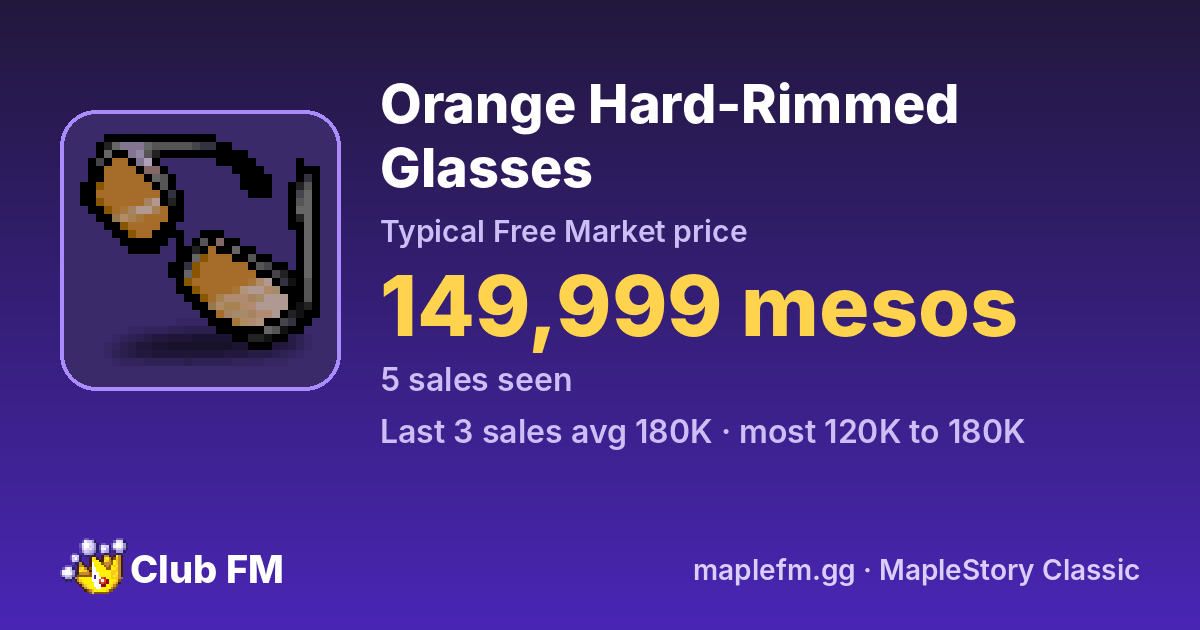 Orange Hard-Rimmed
Glasses
Typical Free Market price
149,999 mesos
5 sales seen
Last 3 sales avg 180K · most 120K to 180K
Club FM
maplefm.gg · MapleStory Classic